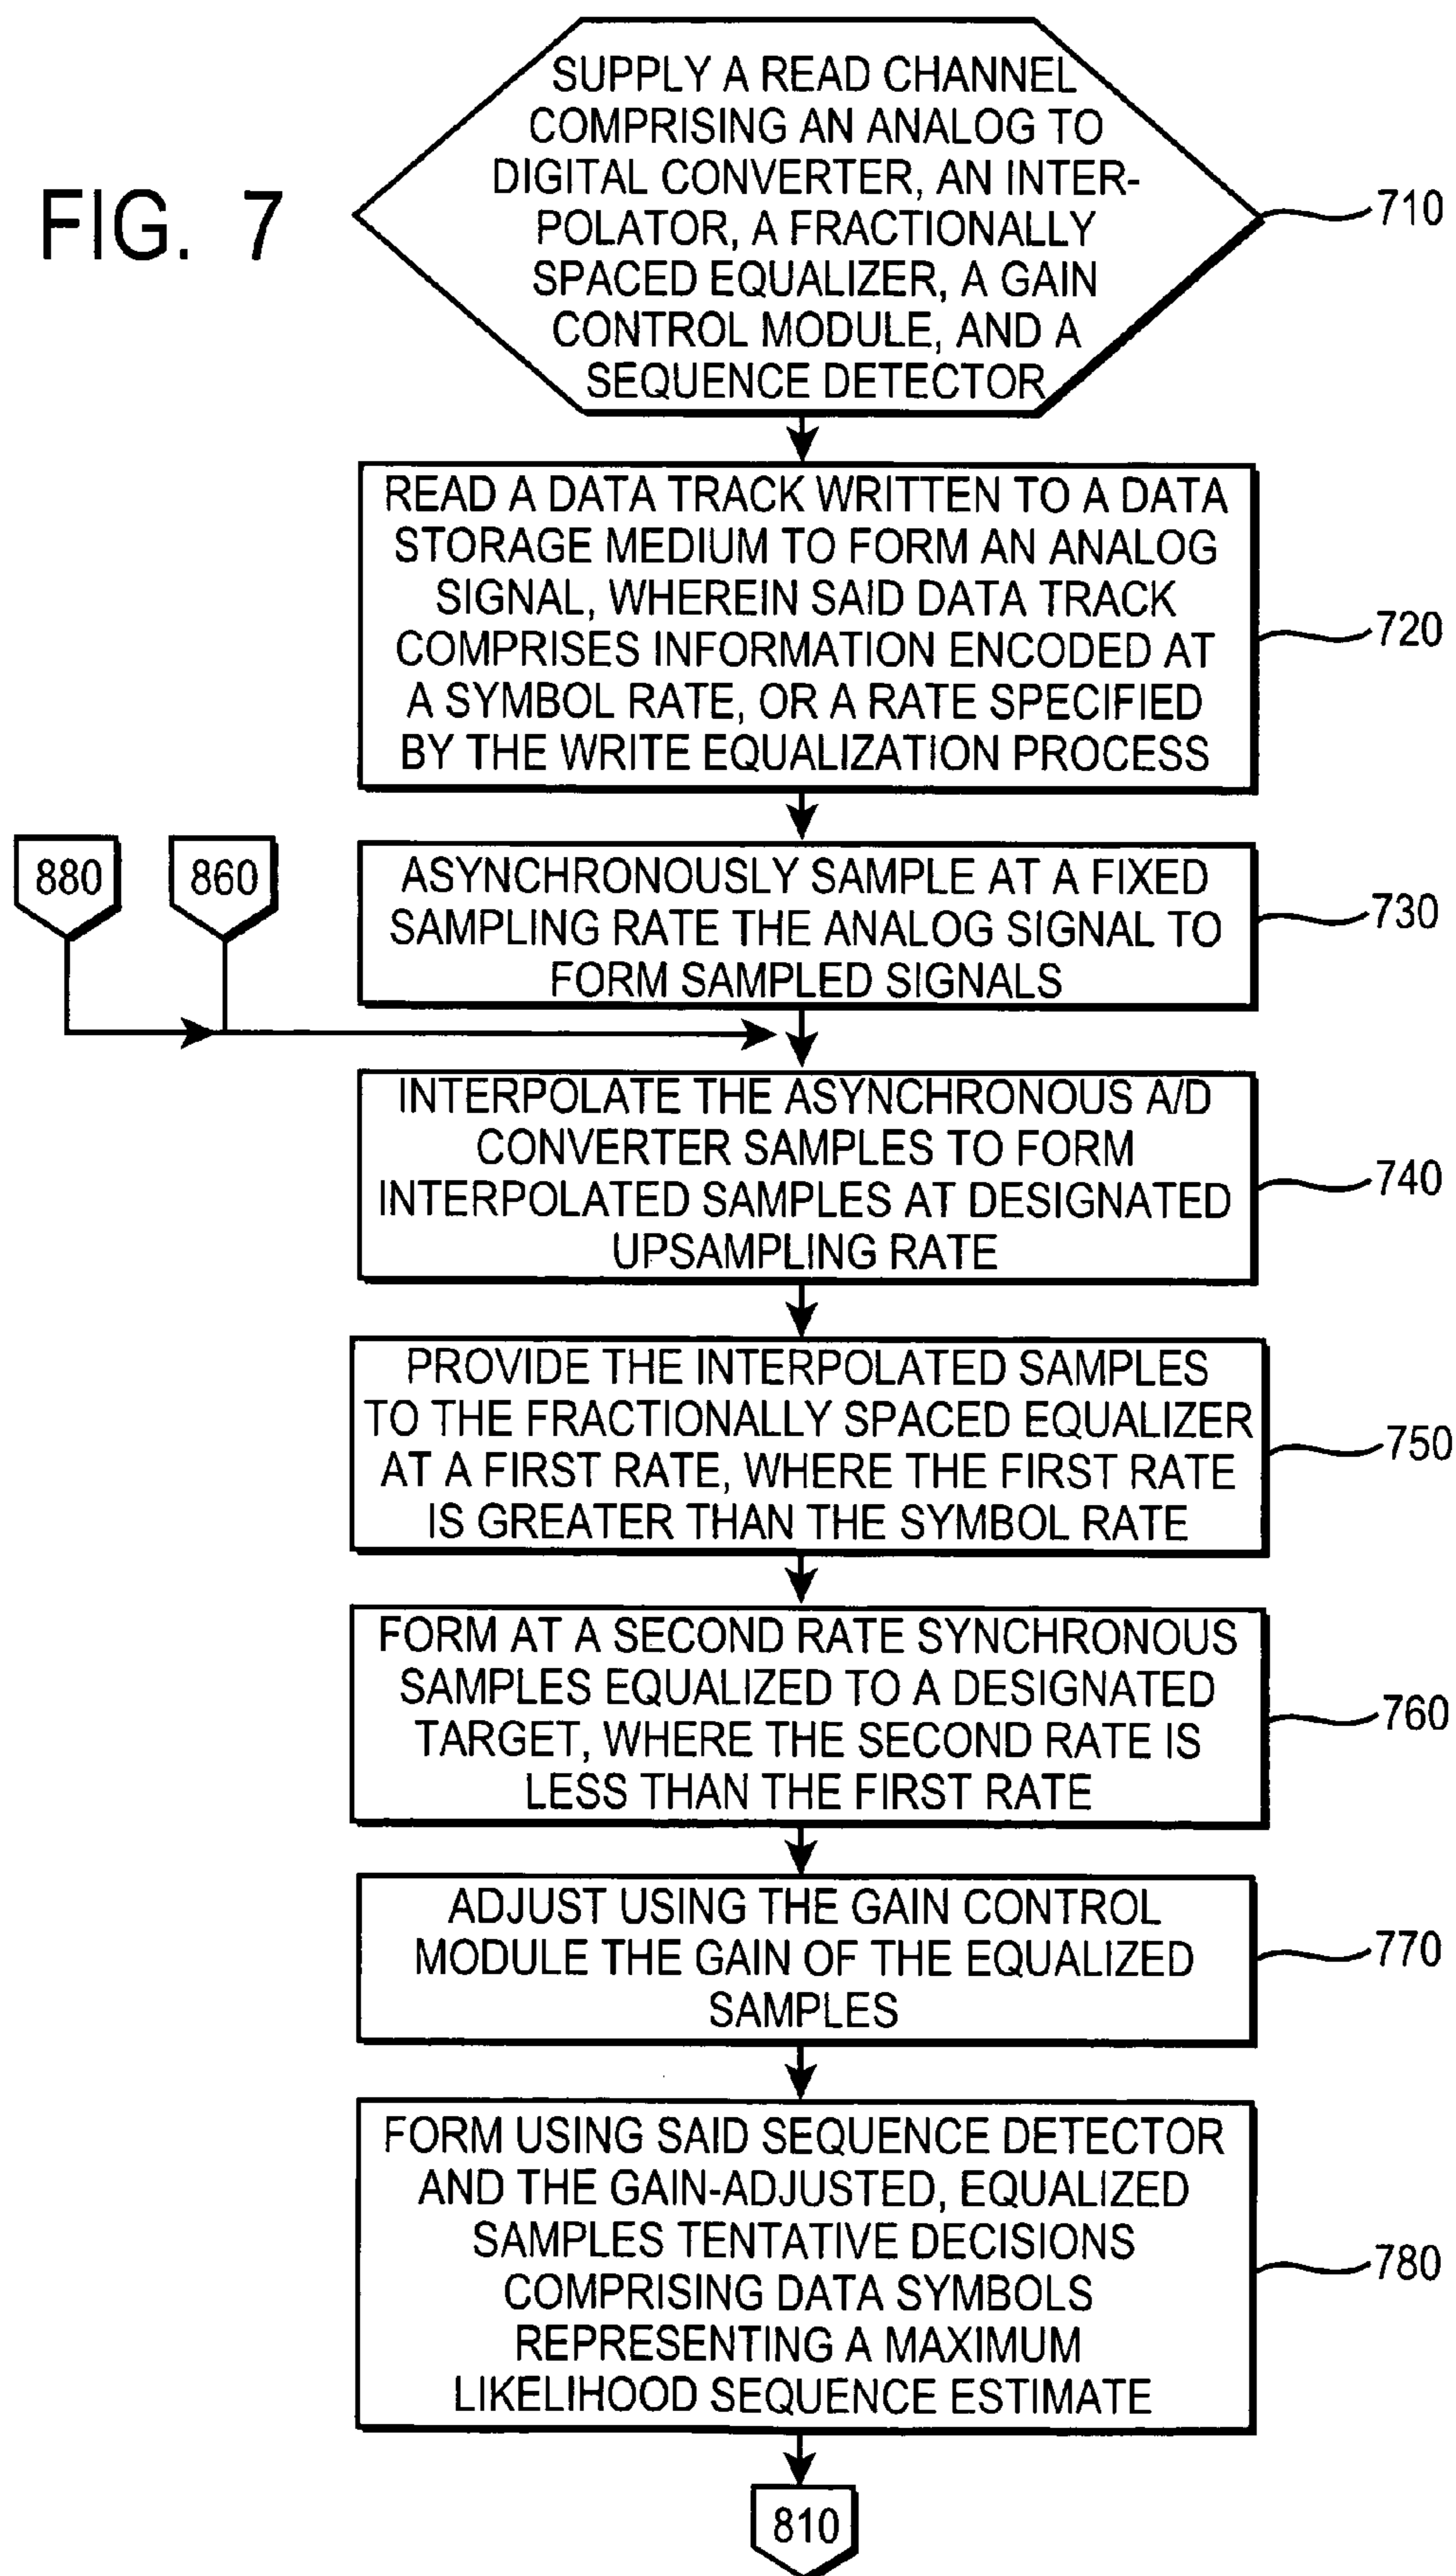 FIG. 7
SUPPLY A READ CHANNEL
COMPRISING AN ANALOG TO
DIGITAL CONVERTER, AN INTER-
POLATOR, A FRACTIONALLY
SPACED EQUALIZER, A GAIN
CONTROL MODULE, AND A
SEQUENCE DETECTOR
710
READ A DATA TRACK WRITTEN TO A DATA
STORAGE MEDIUM TO FORM AN ANALOG
SIGNAL, WHEREIN SAID DATA TRACK
COMPRISES INFORMATION ENCODED AT
A SYMBOL RATE, OR A RATE SPECIFIED
BY THE WRITE EQUALIZATION PROCESS
720
880
860
ASYNCHRONOUSLY SAMPLE AT A FIXED
SAMPLING RATE THE ANALOG SIGNAL TO
FORM SAMPLED SIGNALS
730
INTERPOLATE THE ASYNCHRONOUS A/D
CONVERTER SAMPLES TO FORM
INTERPOLATED SAMPLES AT DESIGNATED
UPSAMPLING RATE
740
PROVIDE THE INTERPOLATED SAMPLES
TO THE FRACTIONALLY SPACED EQUALIZER
AT A FIRST RATE, WHERE THE FIRST RATE
IS GREATER THAN THE SYMBOL RATE
750
FORM AT A SECOND RATE SYNCHRONOUS
SAMPLES EQUALIZED TO A DESIGNATED
TARGET, WHERE THE SECOND RATE IS
LESS THAN THE FIRST RATE
760
ADJUST USING THE GAIN CONTROL
MODULE THE GAIN OF THE EQUALIZED
SAMPLES
770
FORM USING SAID SEQUENCE DETECTOR
AND THE GAIN-ADJUSTED, EQUALIZED
SAMPLES TENTATIVE DECISIONS
COMPRISING DATA SYMBOLS
REPRESENTING A MAXIMUM
LIKELIHOOD SEQUENCE ESTIMATE
780
810